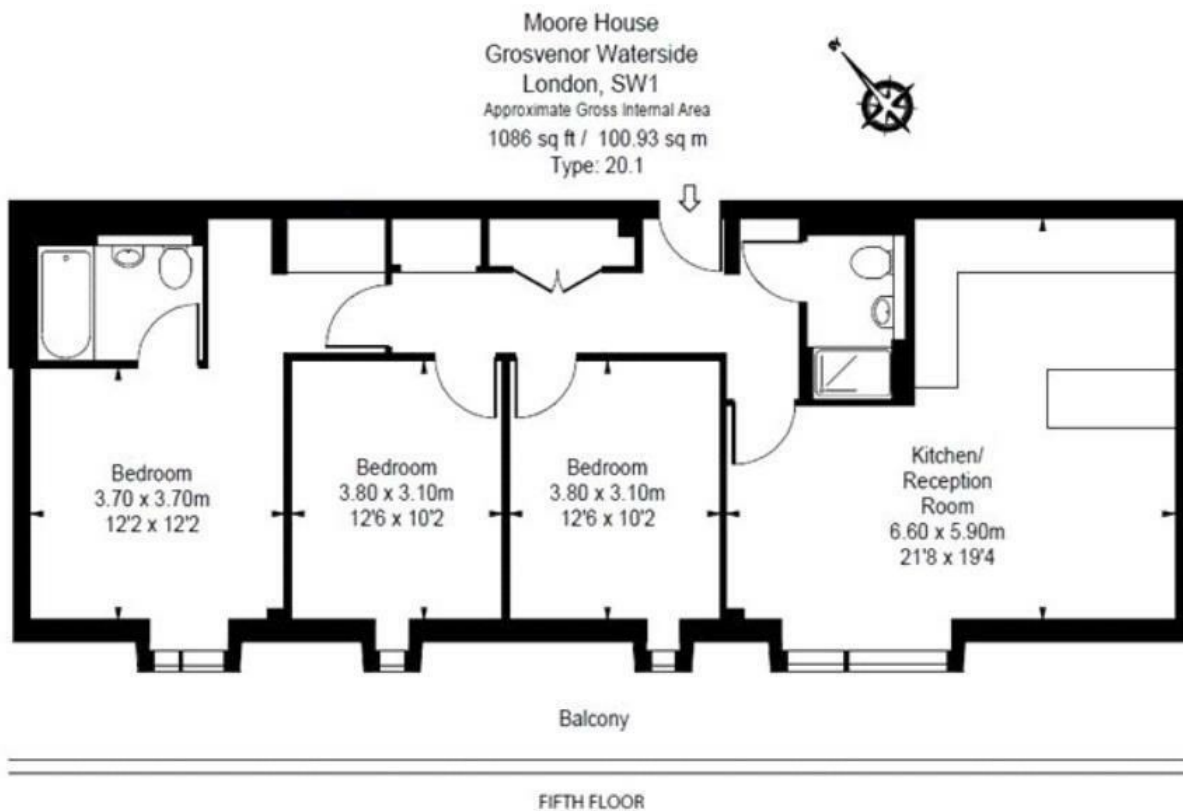 Moore House
Grosvenor Waterside
London, SW1
Approximate Gross Internal Area
1086 sq ft / 100.93 sq m
Type: 20.1
Bedroom
3.70 x 3.70m
12'2 x 12'2
Bedroom
3.80 x 3.10m
12'6 x 10'2
Bedroom
3.80 x 3.10m
12'6 x 10'2
Kitchen/
Reception
Room
6.60 x 5.90m
21'8 x 19'4
Balcony
FIFTH FLOOR